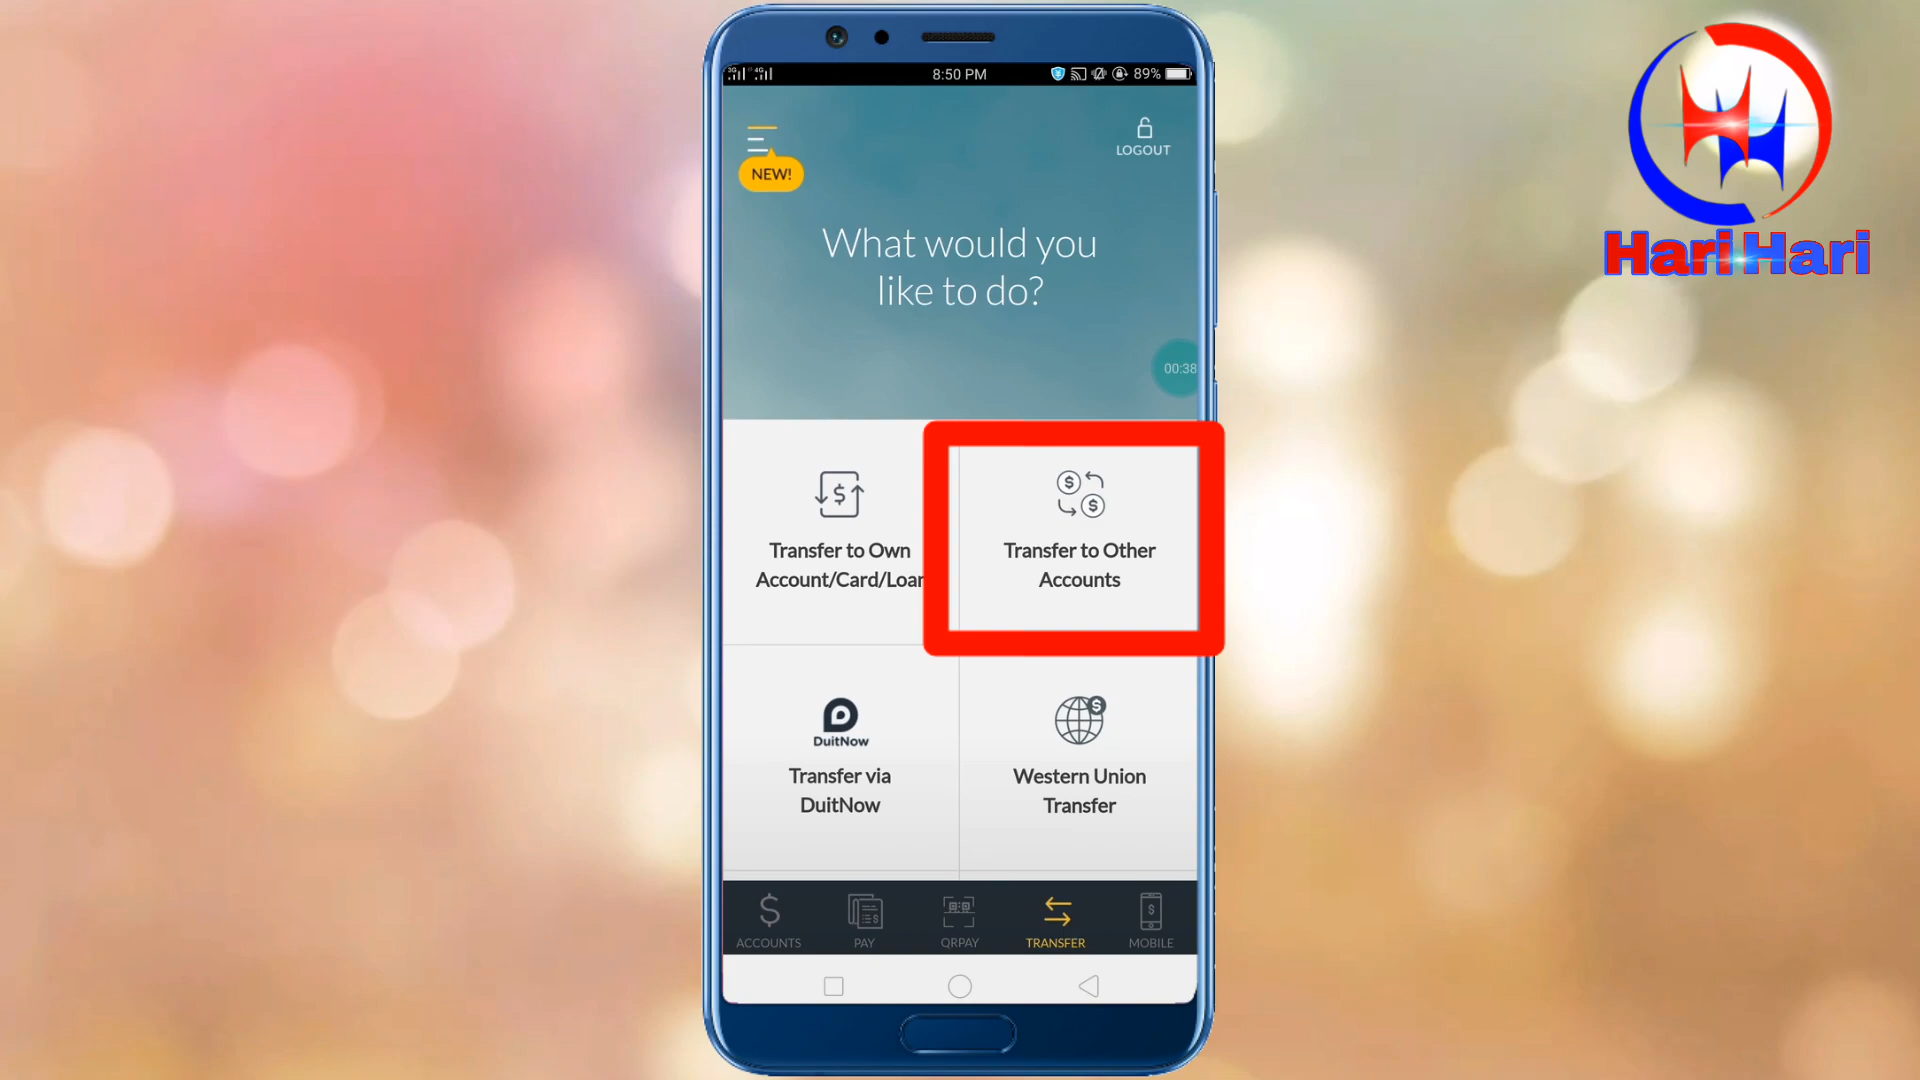 3G 4G
8:50 PM
89%
LOGOUT
NEW!
What would you
like to do?
00:38
Transfer to Own
Account/Card/Loan
Transfer to Other
Accounts
DuitNow
Transfer via
DuitNow
Western Union
Transfer
ACCOUNTS
PAY
QRPAY
TRANSFER
MOBILE
Hari Hari